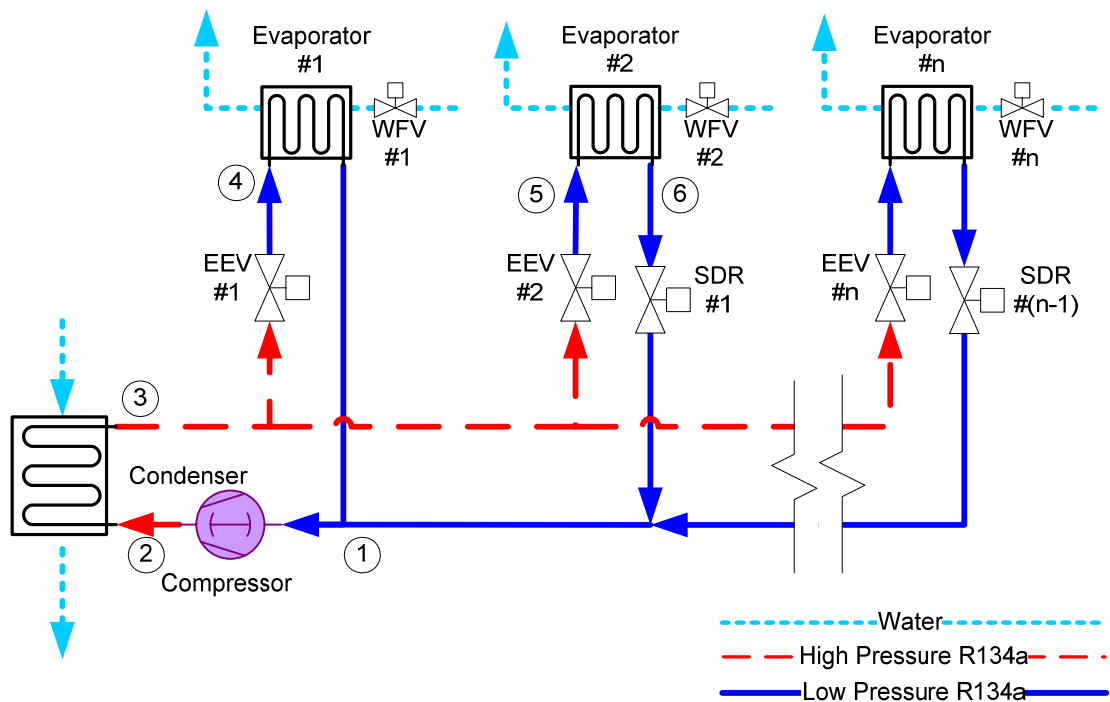 Evaporator
#1
Evaporator
#2
Evaporator
#n
WFV
#1
WFV
#2
WFV
#n
4
5
6
EEV
#1
EEV
#2
SDR
#1
EEV
#n
SDR
#(n-1)
3
Condenser
2
Compressor
1
Water
High Pressure R134a
Low Pressure R134a